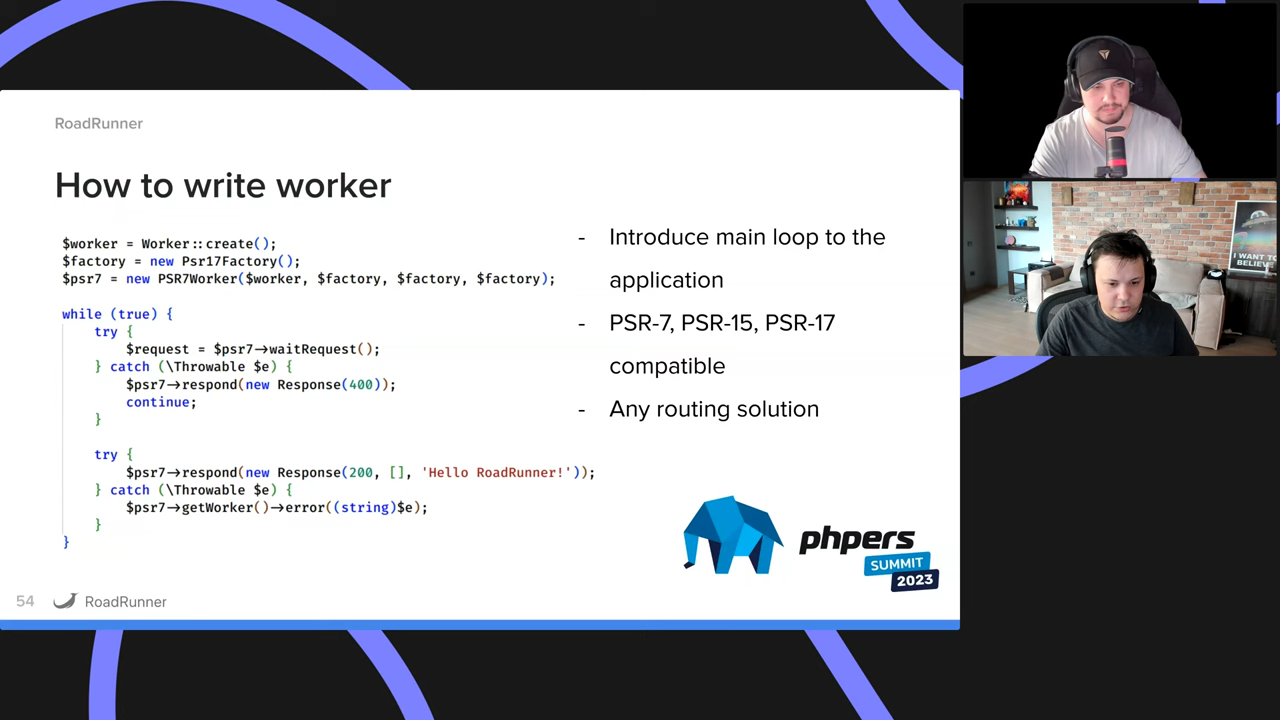 RoadRunner
How to write worker
$worker = Worker::create();
$factory = new Psr17Factory();
$psr7 = new PSR7Worker($worker, $factory, $factory, $factory);
while (true) {
try {
$request = $psr7->waitRequest();
} catch (\Throwable $e) {
$psr7->respond(new Response(400));
continue;
}
try {
$psr7->respond(new Response(200, [], 'Hello RoadRunner!'));
} catch (\Throwable $e) {
$psr7->getWorker()->error((string)$e);
}
}
- Introduce main loop to the
application
- PSR-7, PSR-15, PSR-17
compatible
- Any routing solution
phpers
SUMMIT
2023
54
RoadRunner
I WANT TO
BELIEVE